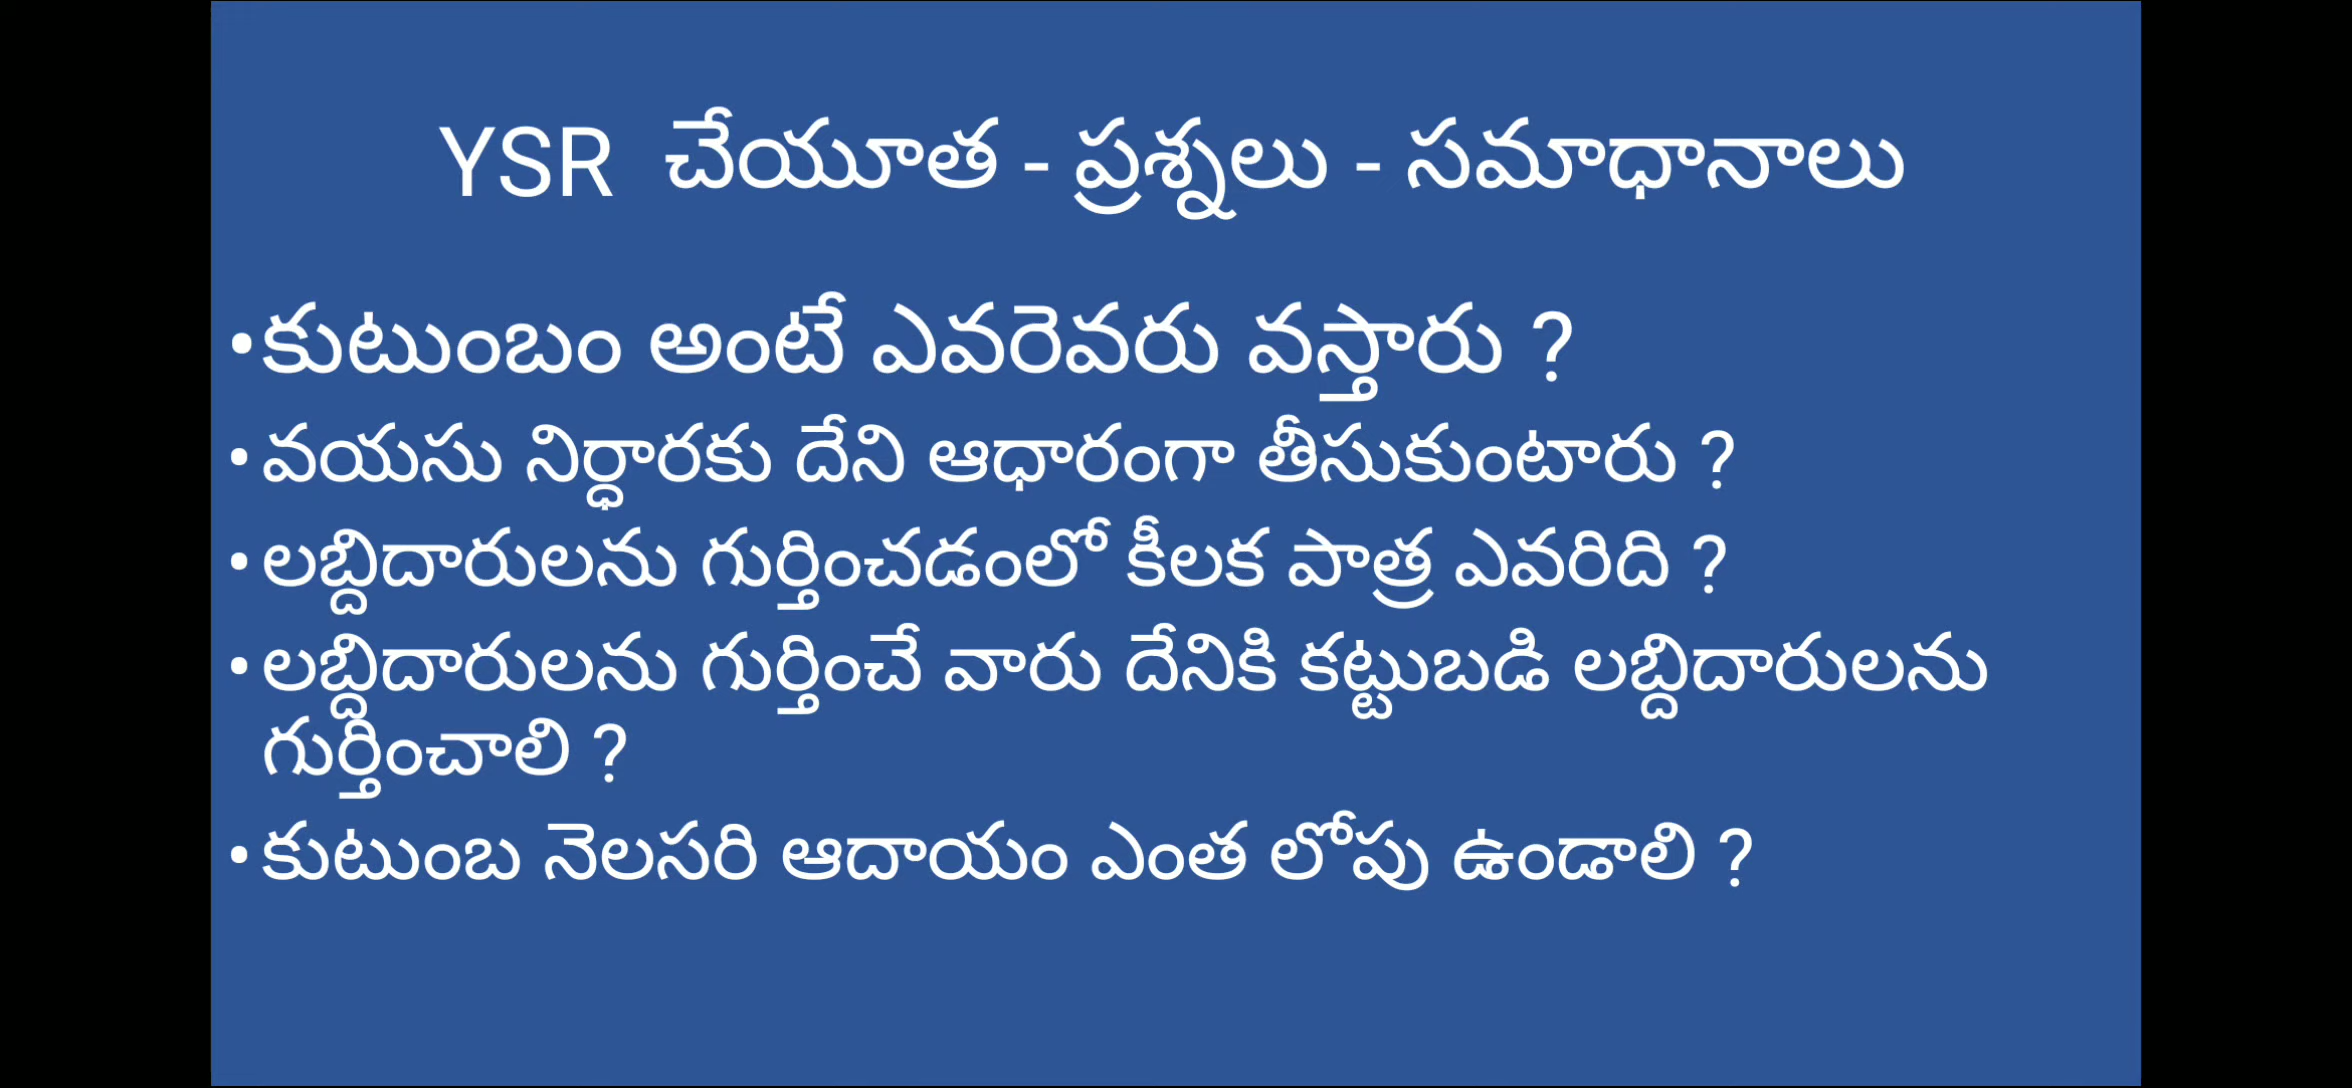 YSR చేయూత - ప్రశ్నలు - సమాధానాలు
•కుటుంబం అంటే ఎవరెవరు వస్తారు ?
•వయసు నిర్ధారకు దేని ఆధారంగా తీసుకుంటారు ?
•లబ్దిదారులను గుర్తించడంలో కీలక పాత్ర ఎవరిది ?
•లబ్దిదారులను గుర్తించే వారు దేనికి కట్టుబడి లబ్దిదారులను
గుర్తించాలి ?
•కుటుంబ నెలసరి ఆదాయం ఎంత లోపు ఉండాలి ?